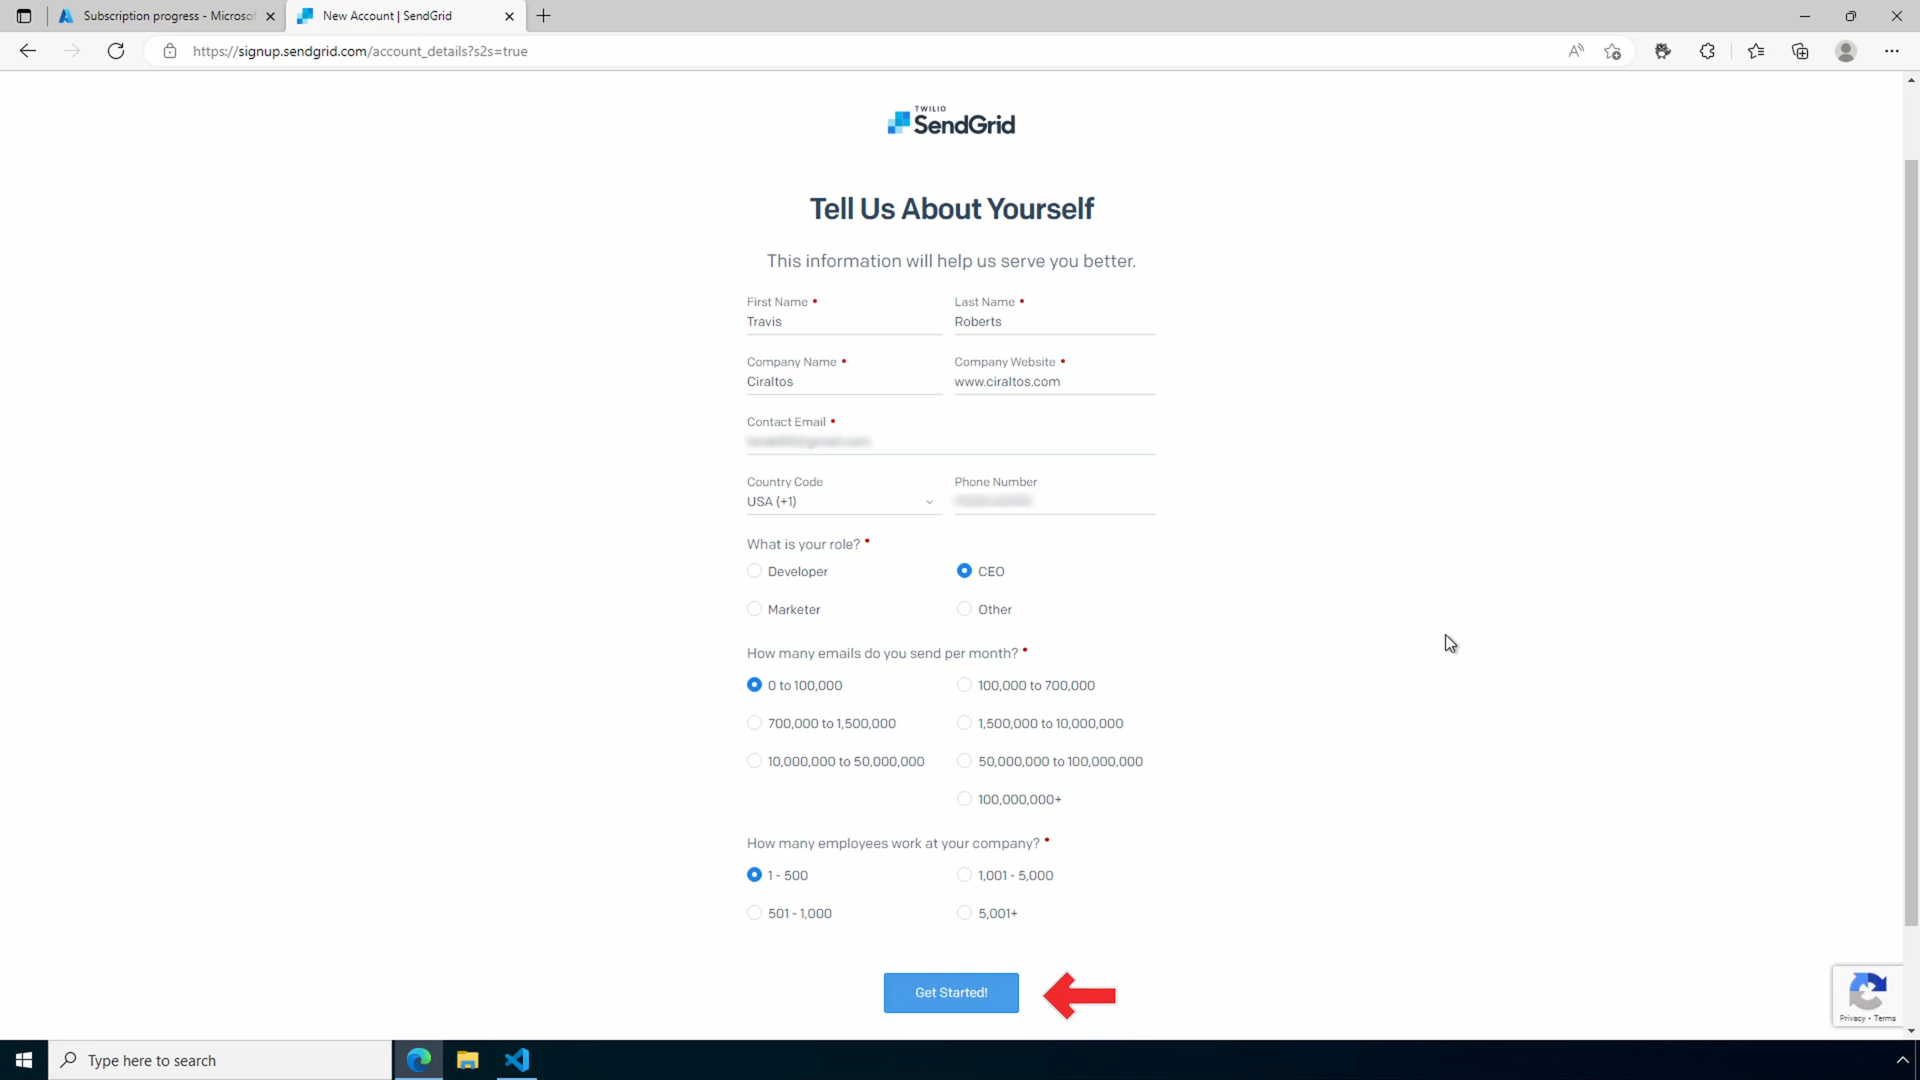 Subscription progress - Microso
New Account | SendGrid
https://signup.sendgrid.com/account_details?s2s=true
TWILIO
SendGrid
Tell Us About Yourself
This information will help us serve you better.
First Name •
Last Name •
Travis
Roberts
Company Name •
Company Website •
Ciraltos
www.ciraltos.com
Contact Email •
Country Code
Phone Number
USA (+1)
What is your role? •
Developer
CEO
Marketer
Other
How many emails do you send per month? •
0 to 100,000
100,000 to 700,000
700,000 to 1,500,000
1,500,000 to 10,000,000
10,000,000 to 50,000,000
50,000,000 to 100,000,000
100,000,000+
How many employees work at your company? •
1 - 500
1,001 - 5,000
501 - 1,000
5,001+
Get Started!
Privacy - Terms
Type here to search